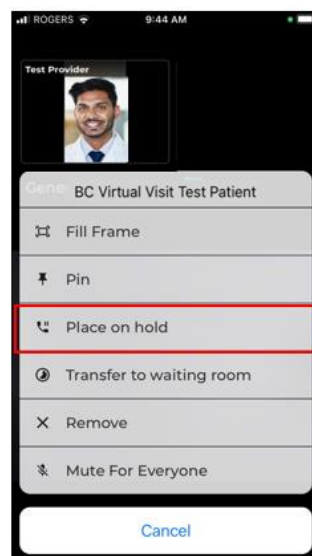 ROGERS 9:44 AM
Test Provider
Gene
BC Virtual Visit Test Patient
Fill Frame
Pin
Place on hold
Transfer to waiting room
Remove
Mute For Everyone
Cancel